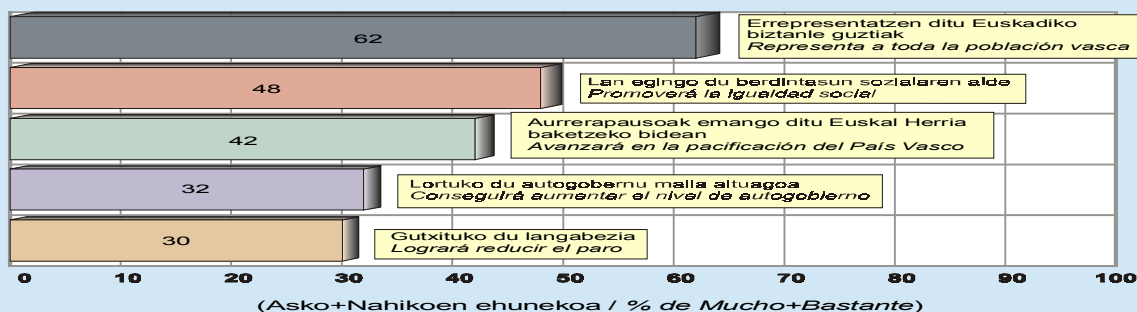 62
Errepresentatzen ditu Euskadiko
biztanle guztiak
Representa a toda la población vasca
48
Lan egingo du berdintasun sozialaren alde
Promoverá la igualdad social
42
Aurrerapausoak emango ditu Euskal Herria
baketzeko bidean
Avanzará en la pacificación del País Vasco
32
Lortuko du autogobernu maila altuagoa
Conseguirá aumentar el nivel de autogobierno
30
Gutxituko du langabezia
Logrará reducir el paro
0 10 20 30 40 50 60 70 80 90 100
(Asko+Nahikoen ehunekoa / % de Mucho+Bastante)